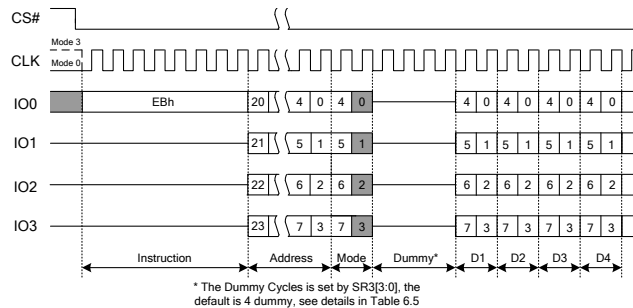 CS#
Mode 3
CLK
Mode 0
IO0 EBh 20 4 0 4 0 4 0 4 0 4 0 4 0
IO1 21 5 1 5 1 5 1 5 1 5 1 5 1
IO2 22 6 2 6 2 6 2 6 2 6 2 6 2
IO3 23 7 3 7 3 7 3 7 3 7 3 7 3
Instruction Address Mode Dummy* D1 D2 D3 D4
* The Dummy Cycles is set by SR3[3:0], the
default is 4 dummy, see details in Table 6.5